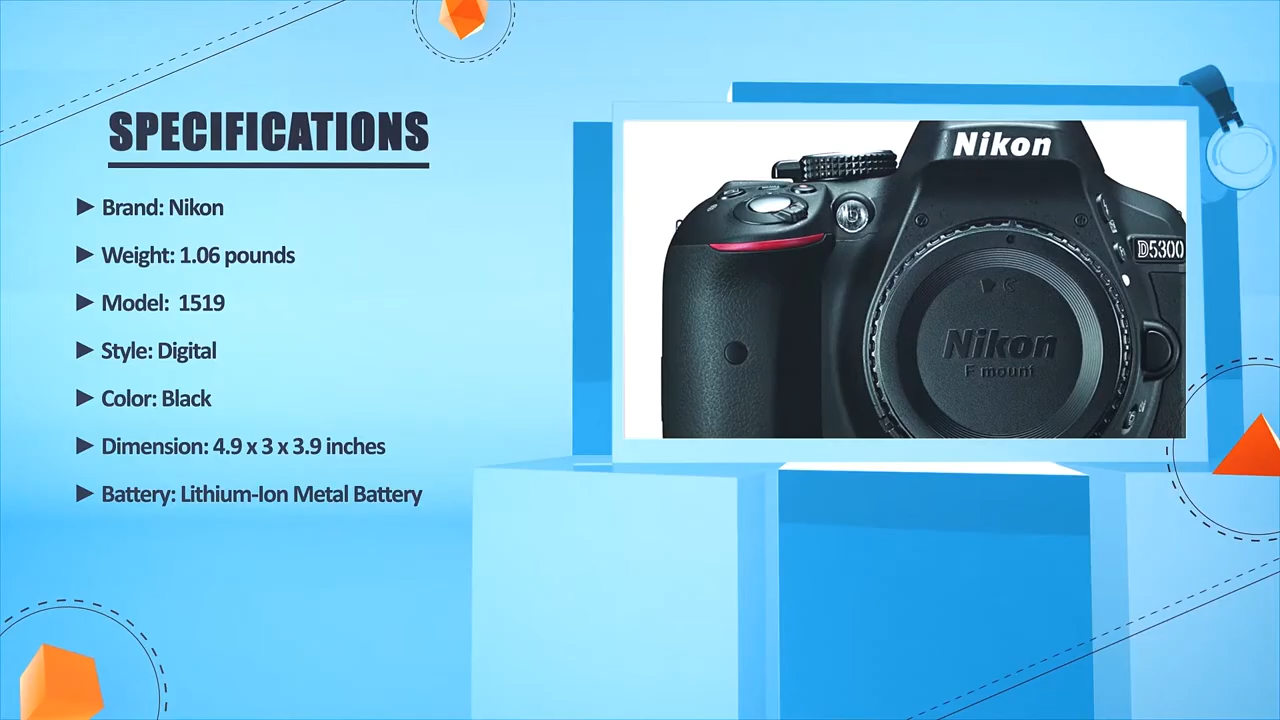 SPECIFICATIONS
Brand: Nikon
Weight: 1.06 pounds
Model: 1519
Style: Digital
Color: Black
Dimension: 4.9 x 3 x 3.9 inches
Battery: Lithium-Ion Metal Battery
Nikon
D5300
Nikon
F mount